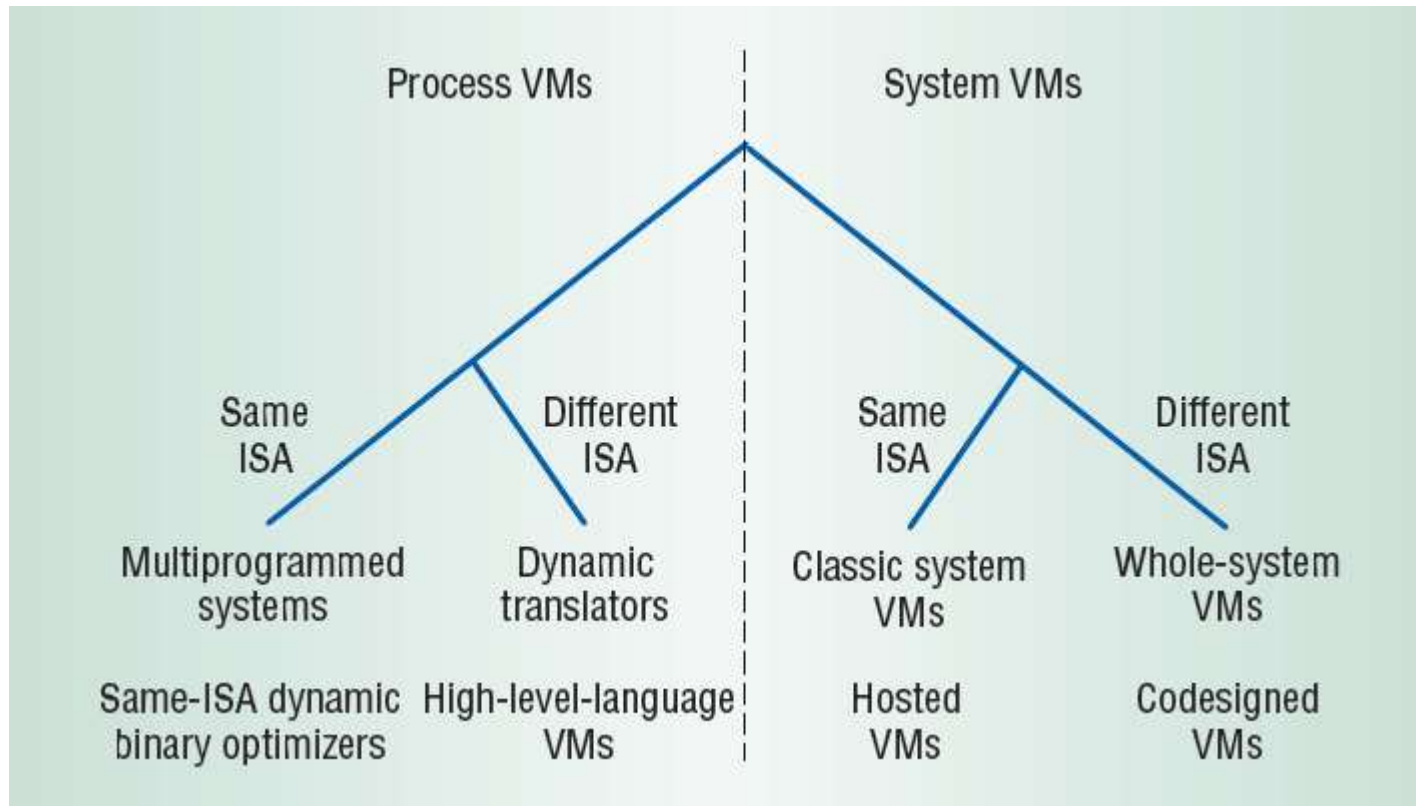 Process VMs
System VMs
Same
ISA
Different
ISA
Same
ISA
Different
ISA
Multiprogrammed
systems
Dynamic
translators
Classic system
VMs
Whole-system
VMs
Same-ISA dynamic
binary optimizers
High-level-language
VMs
Hosted
VMs
Codesigned
VMs